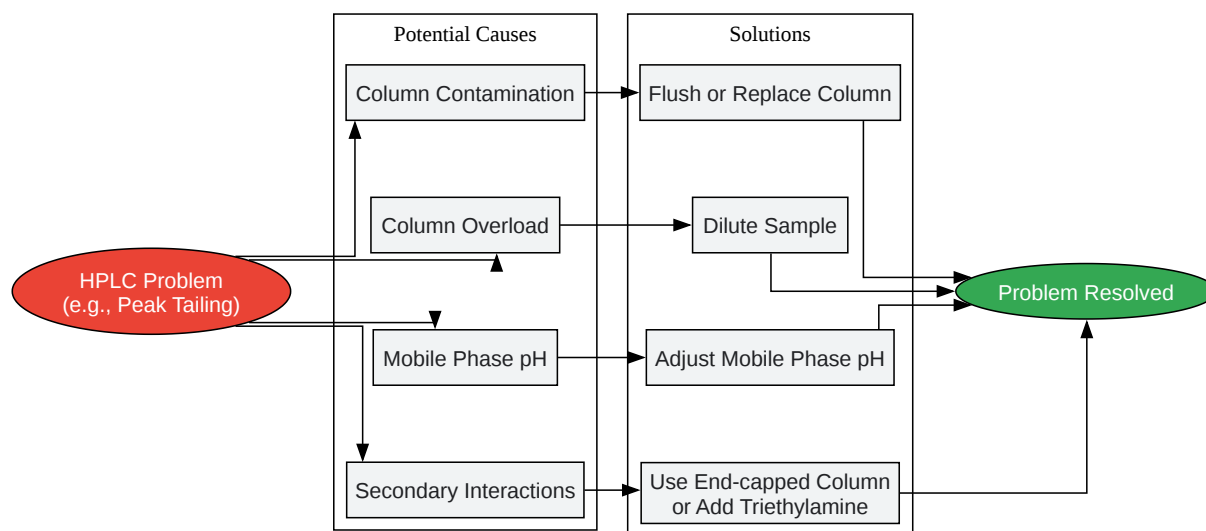 Potential Causes
Solutions
Column Contamination
Flush or Replace Column
Column Overload
Dilute Sample
HPLC Problem
(e.g., Peak Tailing)
Problem Resolved
Mobile Phase pH
Adjust Mobile Phase pH
Secondary Interactions
Use End-capped Column
or Add Triethylamine